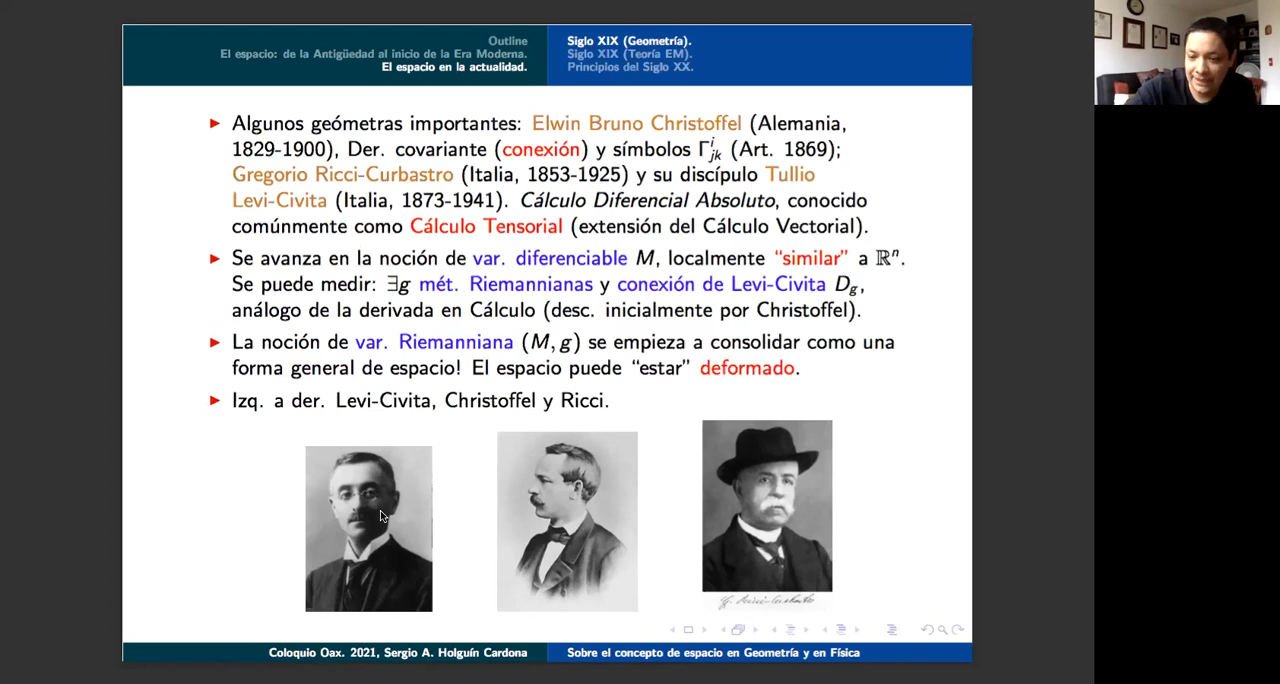 Outline
El espacio: de la Antigüedad al inicio de la Era Moderna.
El espacio en la actualidad.
Siglo XIX (Geometría).
Siglo XIX (Teoría EM).
Principios del Siglo XX.
▶ Algunos geómetras importantes: Elwin Bruno Christoffel (Alemania,
1829-1900), Der. covariante (conexión) y símbolos Γⁱⱼₖ (Art. 1869);
Gregorio Ricci-Curbastro (Italia, 1853-1925) y su discípulo Tullio
Levi-Civita (Italia, 1873-1941). Cálculo Diferencial Absoluto, conocido
comúnmente como Cálculo Tensorial (extensión del Cálculo Vectorial).
▶ Se avanza en la noción de var. diferenciable M, localmente “similar” a ℝⁿ.
Se puede medir: ∃g mét. Riemannianas y conexión de Levi-Civita D_g,
análogo de la derivada en Cálculo (desc. inicialmente por Christoffel).
▶ La noción de var. Riemanniana (M, g) se empieza a consolidar como una
forma general de espacio! El espacio puede “estar” deformado.
▶ Izq. a der. Levi-Civita, Christoffel y Ricci.
Coloquio Oax. 2021, Sergio A. Holguín Cardona
Sobre el concepto de espacio en Geometría y en Física